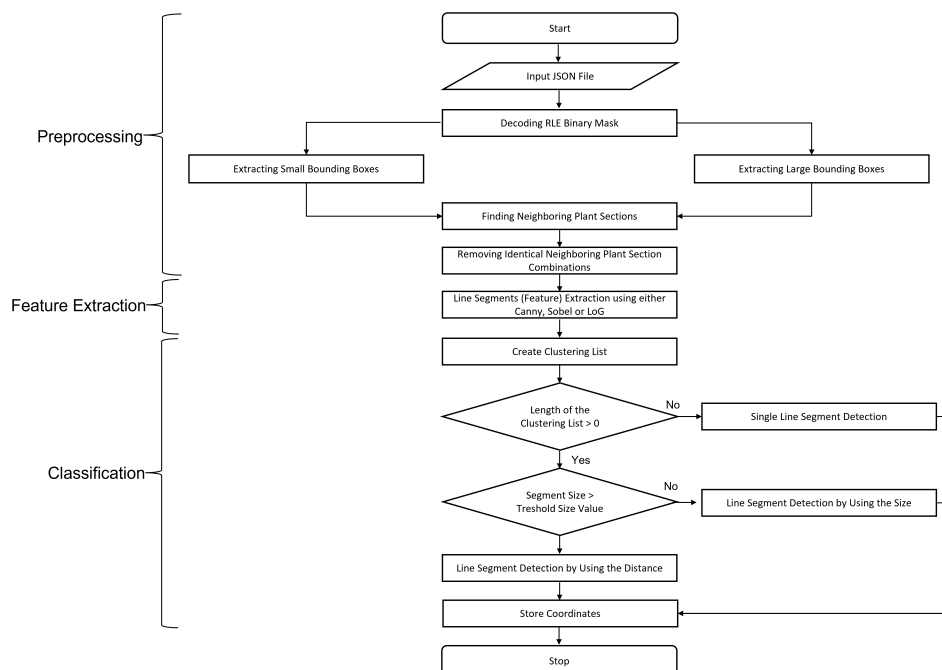 Start
Input JSON File
Decoding RLE Binary Mask
Preprocessing
Extracting Small Bounding Boxes
Extracting Large Bounding Boxes
Finding Neighboring Plant Sections
Removing Identical Neighboring Plant Section
Combinations
Feature Extraction
Line Segments (Feature) Extraction using either
Canny, Sobel or LoG
Create Clustering List
Length of the
Clustering List > 0
No
Single Line Segment Detection
Yes
Classification
Segment Size >
Treshold Size Value
No
Line Segment Detection by Using the Size
Line Segment Detection by Using the Distance
Store Coordinates
Stop